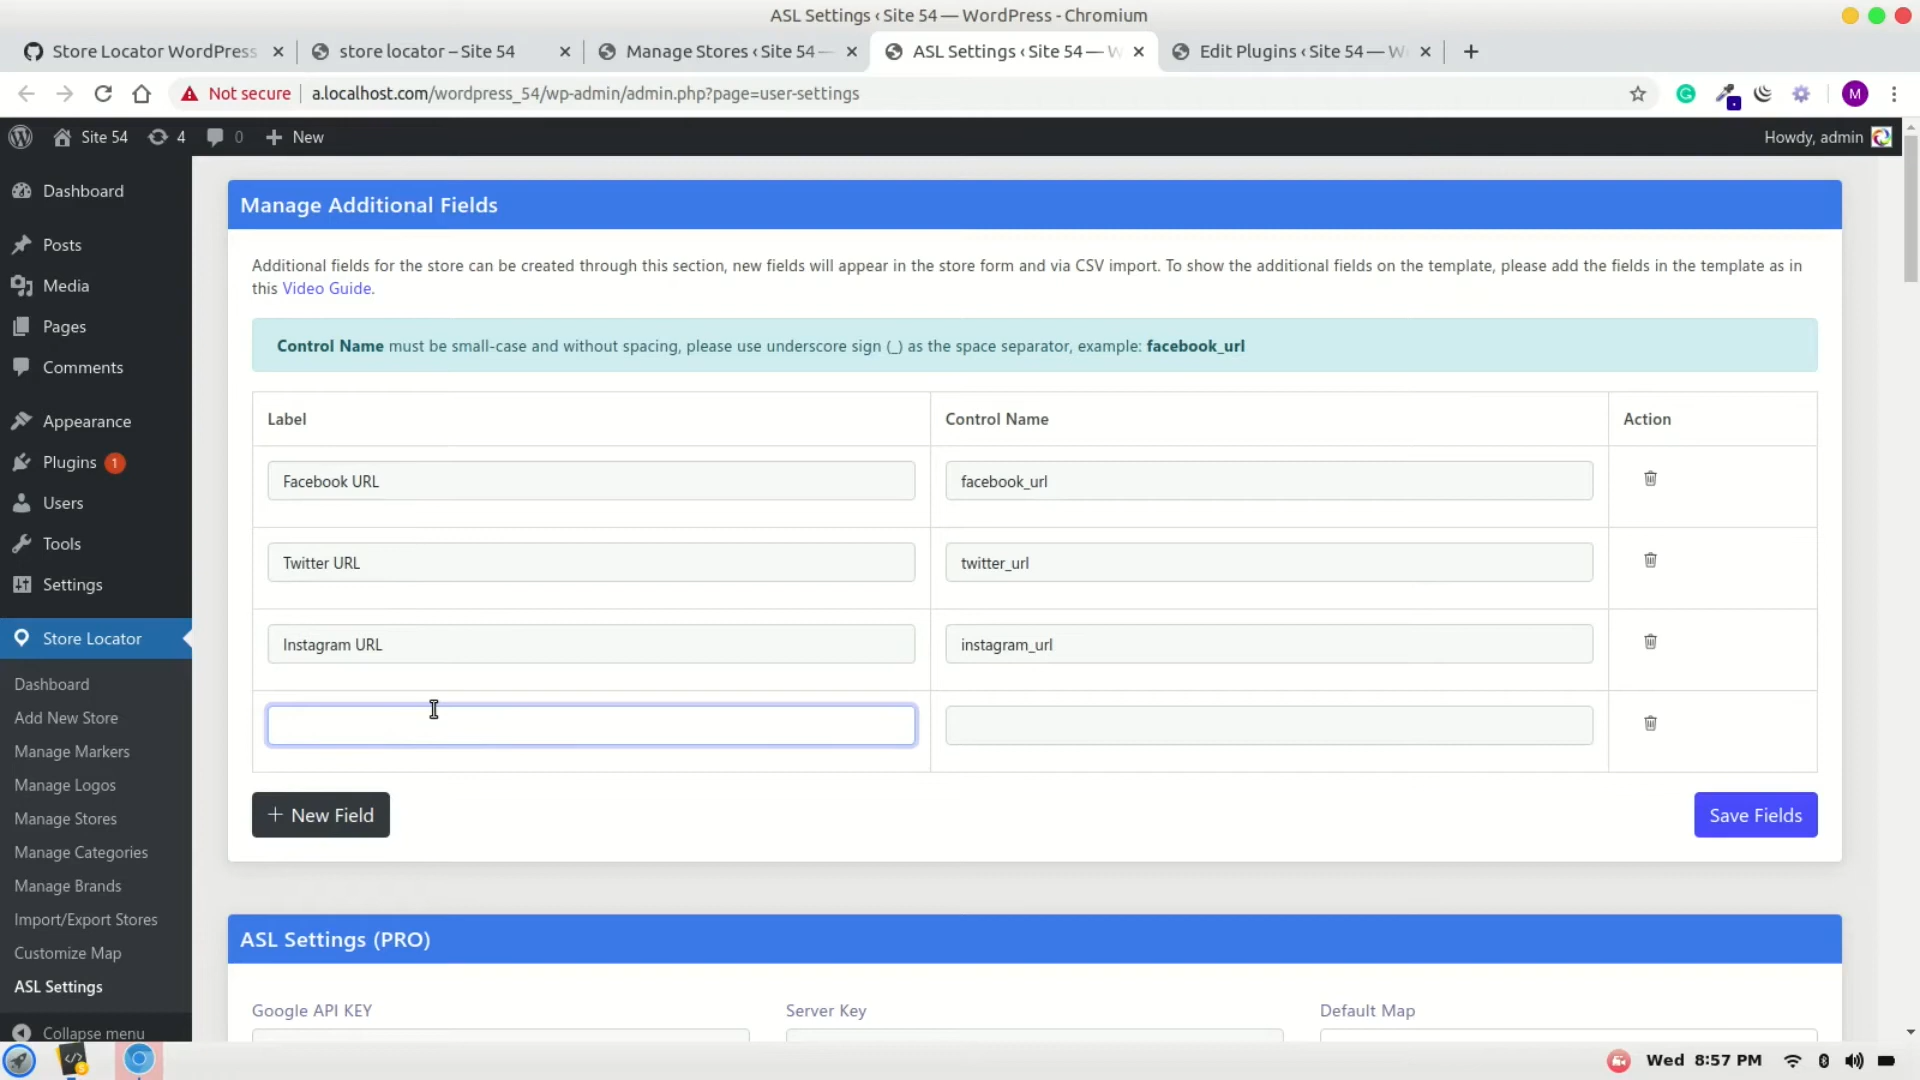 ASL Settings ‹ Site 54 — WordPress - Chromium
Store Locator WordPress
store locator – Site 54
Manage Stores ‹ Site 54 —
ASL Settings ‹ Site 54 — W
Edit Plugins ‹ Site 54 — W
Not secure
a.localhost.com/wordpress_54/wp-admin/admin.php?page=user-settings
M
Site 54
4
0
New
Howdy, admin
Dashboard
Posts
Media
Pages
Comments
Appearance
Plugins 1
Users
Tools
Settings
Store Locator
Dashboard
Add New Store
Manage Markers
Manage Logos
Manage Stores
Manage Categories
Manage Brands
Import/Export Stores
Customize Map
ASL Settings
Collapse menu
Manage Additional Fields
Additional fields for the store can be created through this section, new fields will appear in the store form and via CSV import. To show the additional fields on the template, please add the fields in the template as in
this Video Guide.
Control Name must be small-case and without spacing, please use underscore sign (_) as the space separator, example: facebook_url
Label
Control Name
Action
Facebook URL
facebook_url
Twitter URL
twitter_url
Instagram URL
instagram_url
+ New Field
Save Fields
ASL Settings (PRO)
Google API KEY
Server Key
Default Map
Wed 8:57 PM